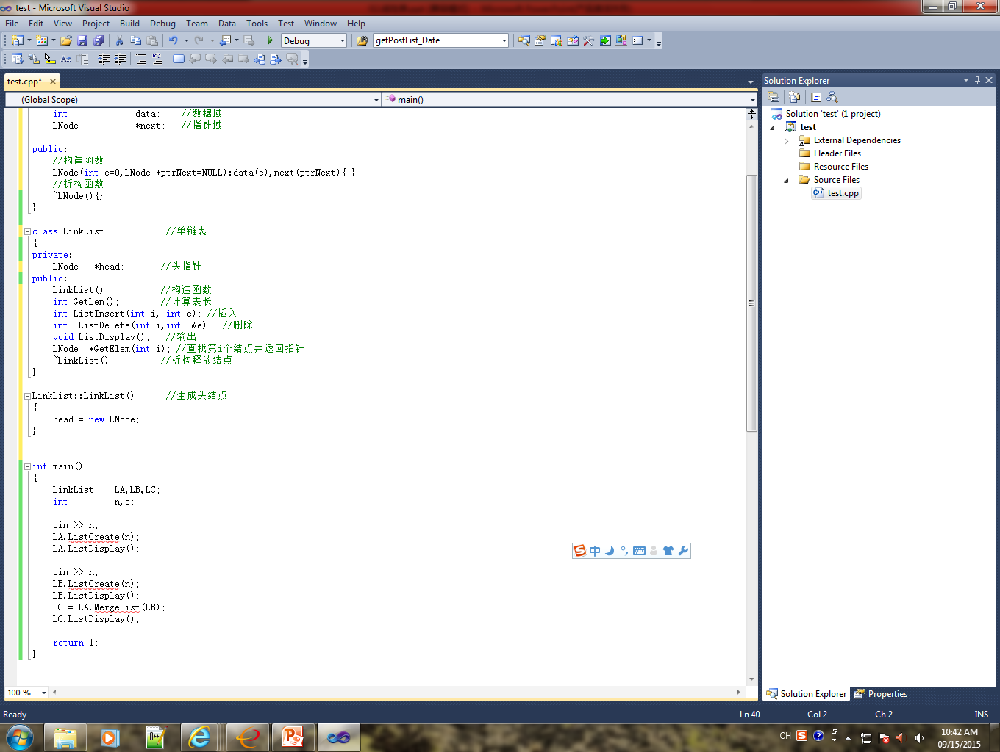 test - Microsoft Visual Studio
File Edit View Project Build Debug Team Data Tools Test Window Help
Debug getPostList_Date
test.cpp* Solution Explorer
(Global Scope) main()
int data; //数据域
LNode *next; //指针域
public:
//构造函数
LNode(int e=0,LNode *ptrNext=NULL):data(e),next(ptrNext){ }
//析构函数
~LNode(){}
};
class LinkList //单链表
{
private:
LNode *head; //头指针
public:
LinkList(); //构造函数
int GetLen(); //计算表长
int ListInsert(int i, int e); //插入
int ListDelete(int i,int &e); //删除
void ListDisplay(); //输出
LNode *GetElem(int i); //查找第i个结点并返回指针
~LinkList(); //析构释放结点
};
LinkList::LinkList() //生成头结点
{
head = new LNode;
}
int main()
{
LinkList LA,LB,LC;
int n,e;
cin >> n;
LA.ListCreate(n);
LA.ListDisplay();
cin >> n;
LB.ListCreate(n);
LB.ListDisplay();
LC = LA.MergeList(LB);
LC.ListDisplay();
return 1;
}
100 %
Solution 'test' (1 project)
test
External Dependencies
Header Files
Resource Files
Source Files
test.cpp
中
Solution Explorer Properties
Ready Ln 40 Col 2 Ch 2 INS
CH
10:42 AM
09/15/2015